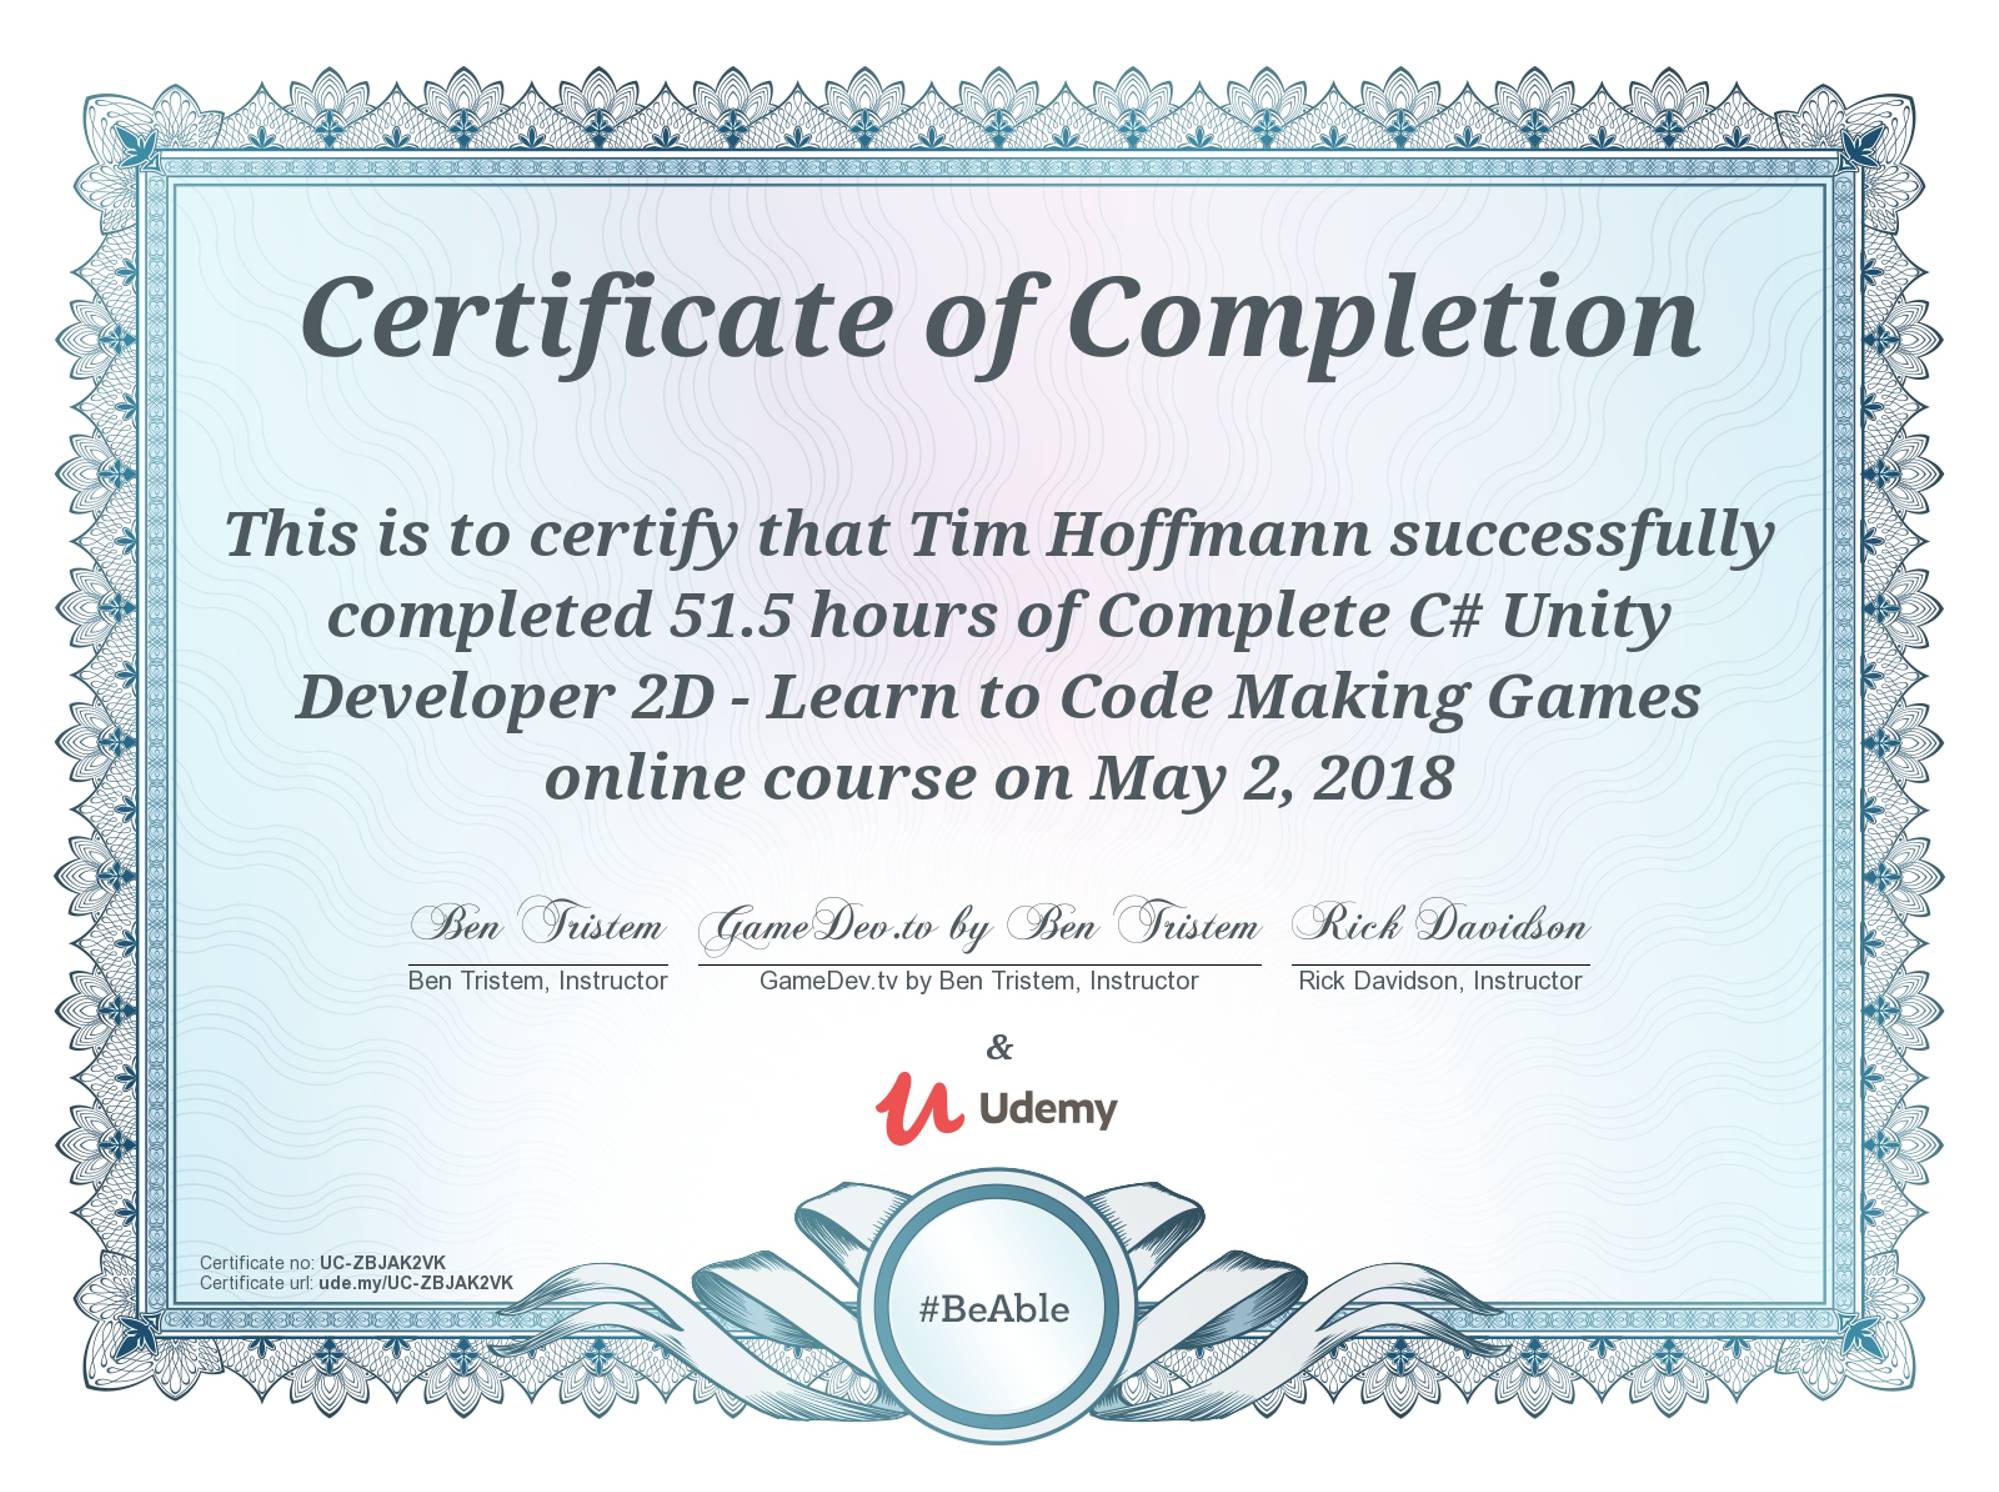 Certificate of Completion
This is to certify that Tim Hoffmann successfully
completed 51.5 hours of Complete C# Unity
Developer 2D - Learn to Code Making Games
online course on May 2, 2018
Ben Tristem GameDev.tv by Ben Tristem Rick Davidson
Ben Tristem, Instructor GameDev.tv by Ben Tristem, Instructor Rick Davidson, Instructor
&
Udemy
Certificate no: UC-ZBJAK2VK
Certificate url: ude.my/UC-ZBJAK2VK
#BeAble